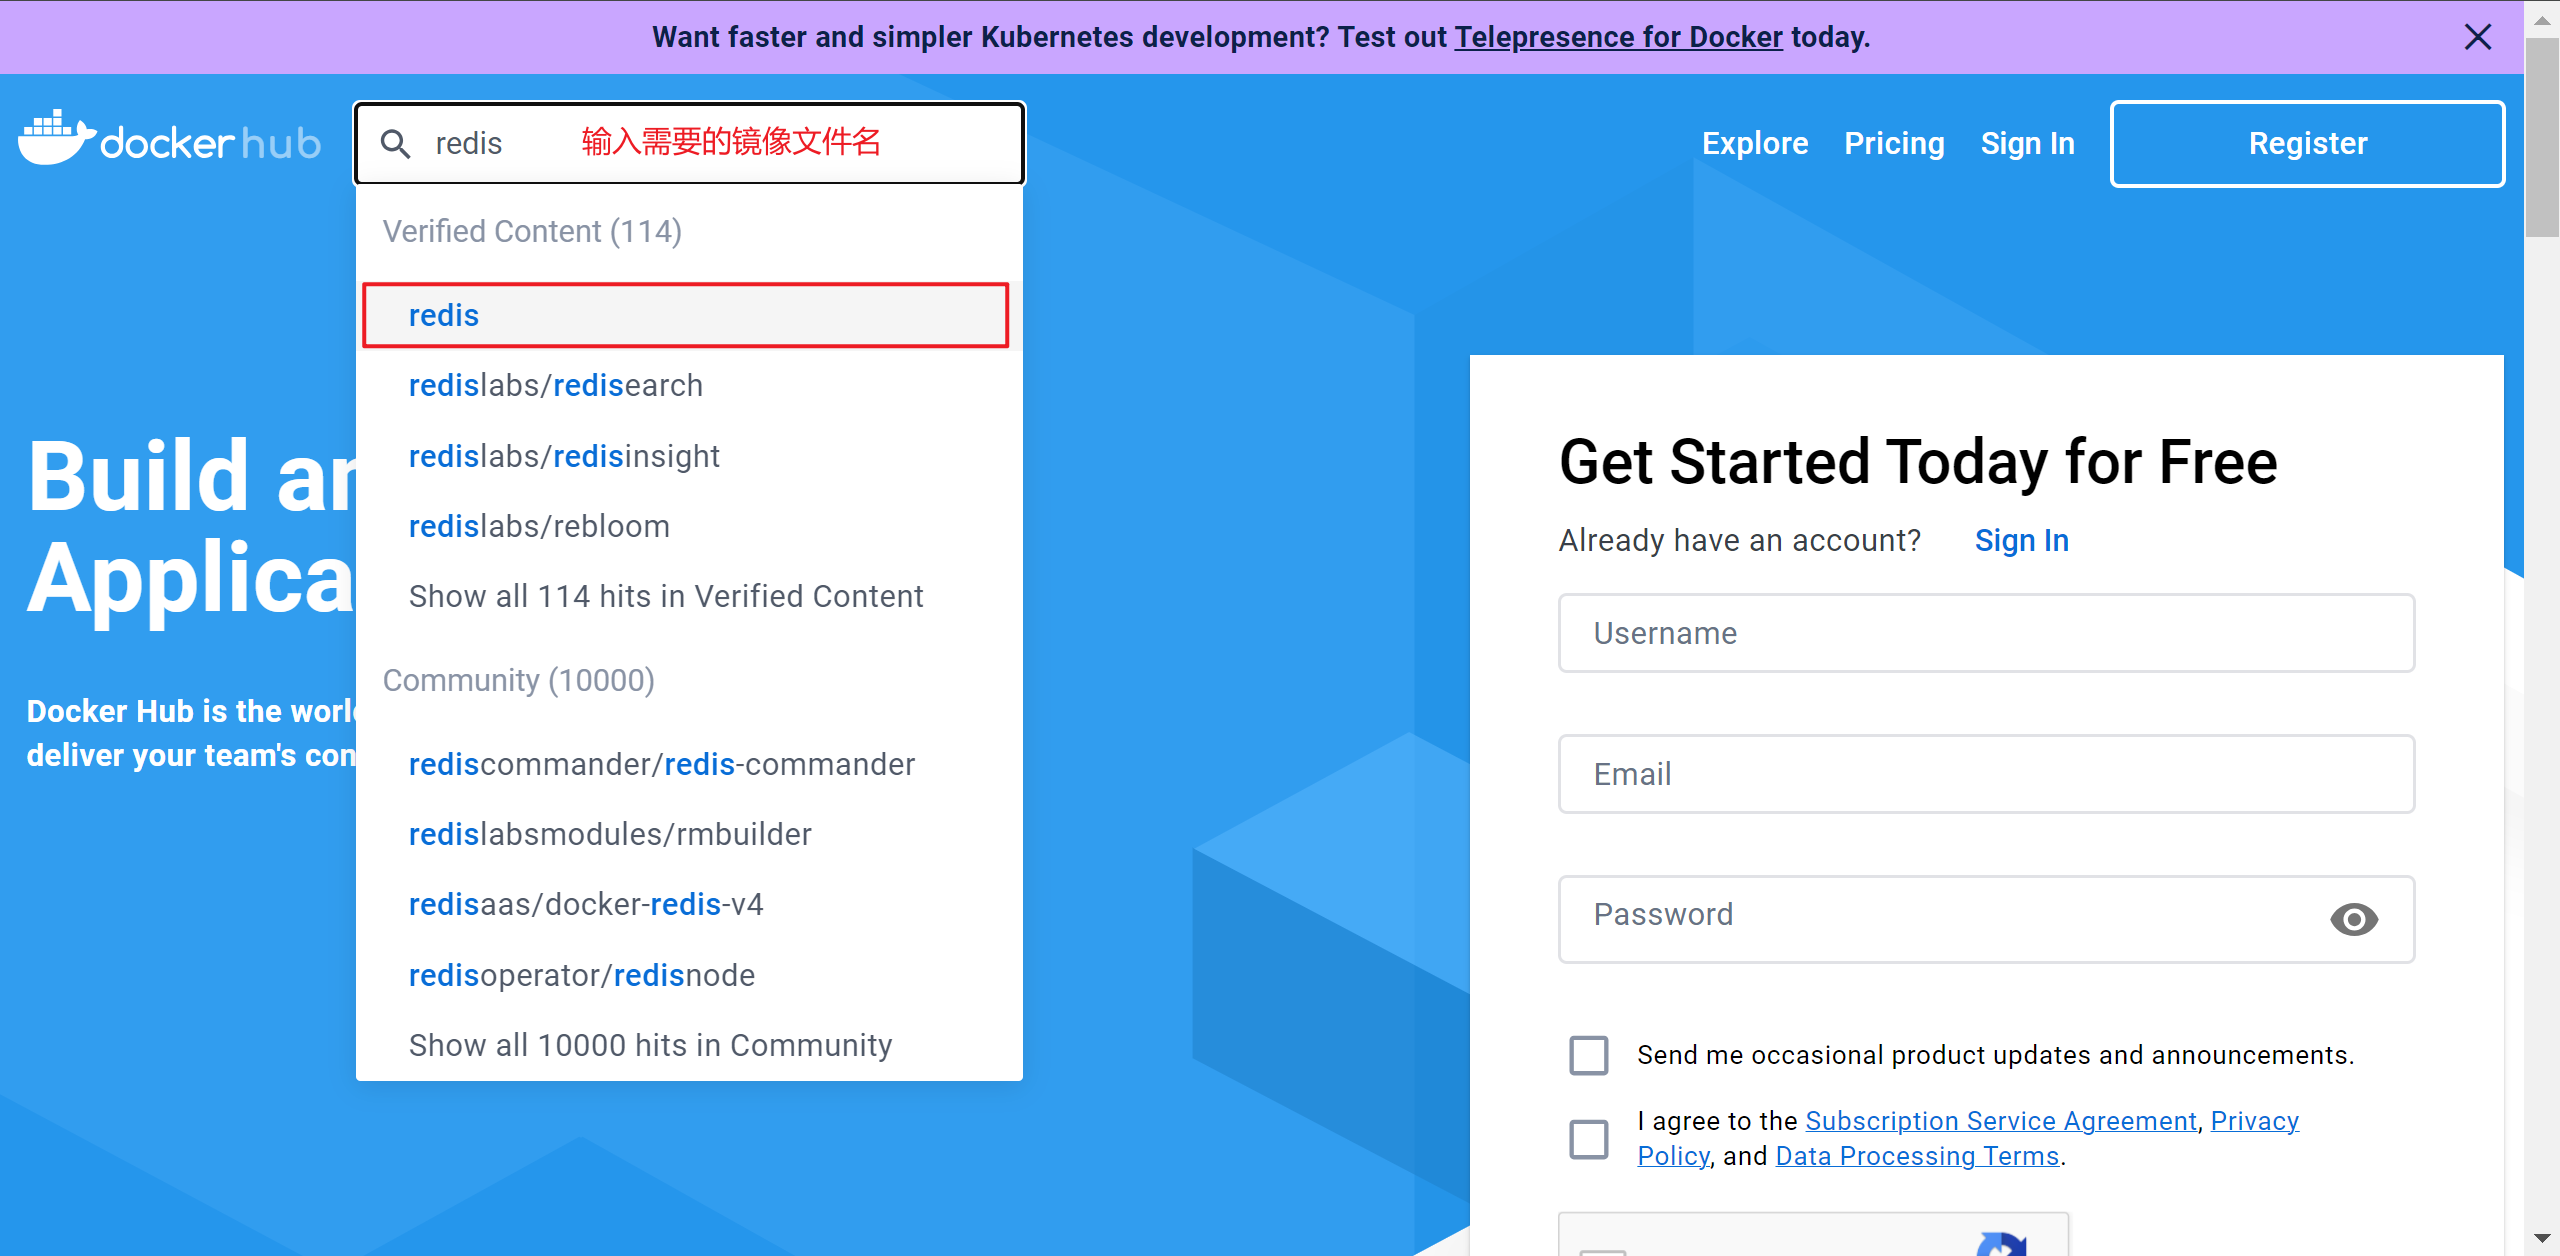 Want faster and simpler Kubernetes development? Test out Telepresence for Docker today.
docker hub
redis
输入需要的镜像文件名
Explore
Pricing
Sign In
Register
Verified Content (114)
redis
redislabs/redisearch
redislabs/redisinsight
redislabs/rebloom
Show all 114 hits in Verified Content
Community (10000)
rediscommander/redis-commander
redislabsmodules/rmbuilder
redisaas/docker-redis-v4
redisoperator/redisnode
Show all 10000 hits in Community
Build
Docker Hub is the
deliver your team's
Get Started Today for Free
Already have an account?
Sign In
Username
Email
Password
Send me occasional product updates and announcements.
I agree to the Subscription Service Agreement, Privacy
Policy, and Data Processing Terms.